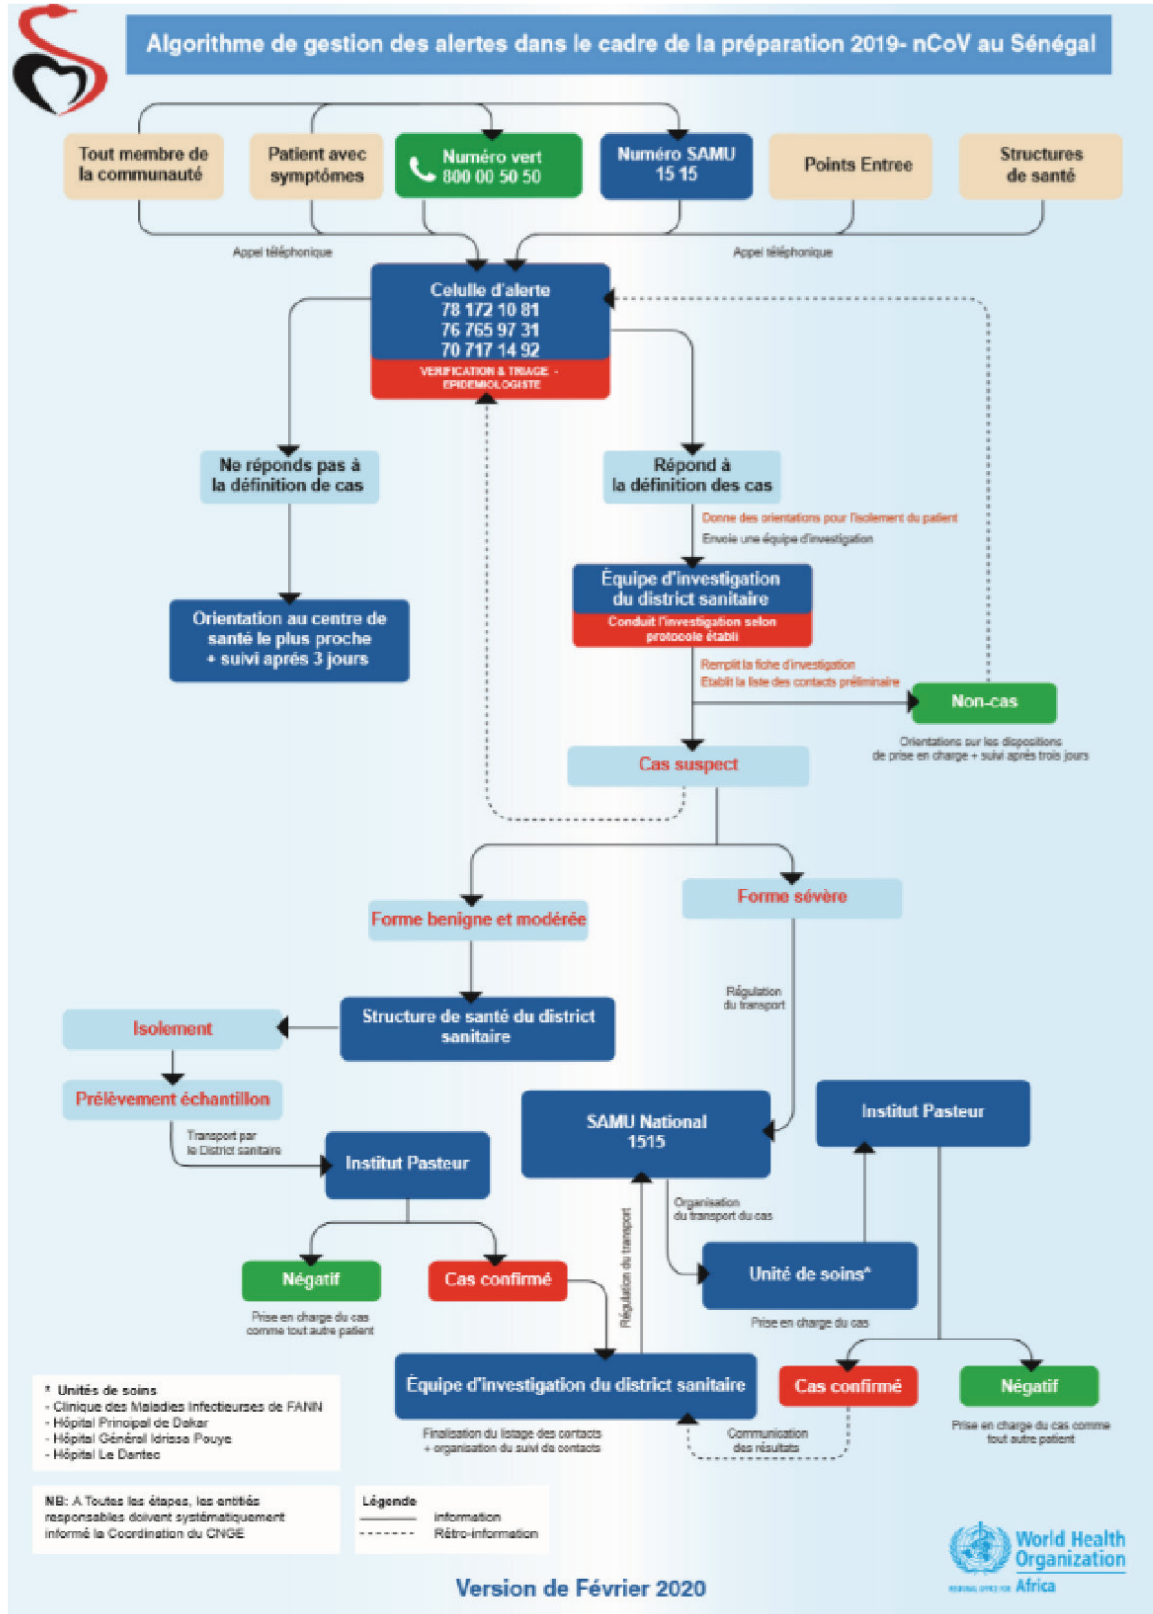 Algorithme de gestion des alertes dans le cadre de la préparation 2019- nCoV au Sénégal
Tout membre de
la communauté
Patient avec
symptômes
Numéro vert
800 00 50 50
Numéro SAMU
15 15
Points Entree
Structures
de santé
Appel téléphonique
Appel téléphonique
Celulle d'alerte
78 172 10 81
76 765 97 31
70 717 14 92
VERIFICATION & TRIAGE -
EPIDEMIOLOGISTE
Ne réponds pas à
la définition de cas
Répond à
la définition des cas
Donne des orientations pour l'isolement du patient
Envoie une équipe d'investigation
Équipe d'investigation
du district sanitaire
Conduit l'investigation selon
protocole établi
Orientation au centre de
santé le plus proche
+ suivi aprés 3 jours
Remplit la fiche d'investigation
Etablit la liste des contacts préliminaire
Non-cas
Orientations sur les dispositions
de prise en charge + suivi aprés trois jours
Cas suspect
Forme benigne et modérée
Forme sévère
Régulation
du transport
Structure de santé du district
sanitaire
Isolement
Prélèvement échantillon
Transport par
le District sanitaire
Institut Pasteur
SAMU National
1515
Institut Pasteur
Organisation
du transport du cas
Régulation du transport
Unité de soins*
Prise en charge du cas
Négatif
Prise en charge du cas
comme tout autre patient
Cas confirmé
Équipe d'investigation du district sanitaire
Finalisation du listage des contacts
+ organisation du suivi de contacts
Communication
des résultats
Cas confirmé
Négatif
Prise en charge du cas comme
tout autre patient
* Unités de soins
- Clinique des Maladies Infectieurses de FANN
- Hôpital Principal de Dakar
- Hôpital Général Idrissa Pouye
- Hôpital Le Dantec
NB: A Toutes les étapes, les entités
responsables doivent systématiquement
informé la Coordination du CNGE
Légende
information
Rétro-information
World Health
Organization
REGIONAL OFFICE FOR Africa
Version de Février 2020